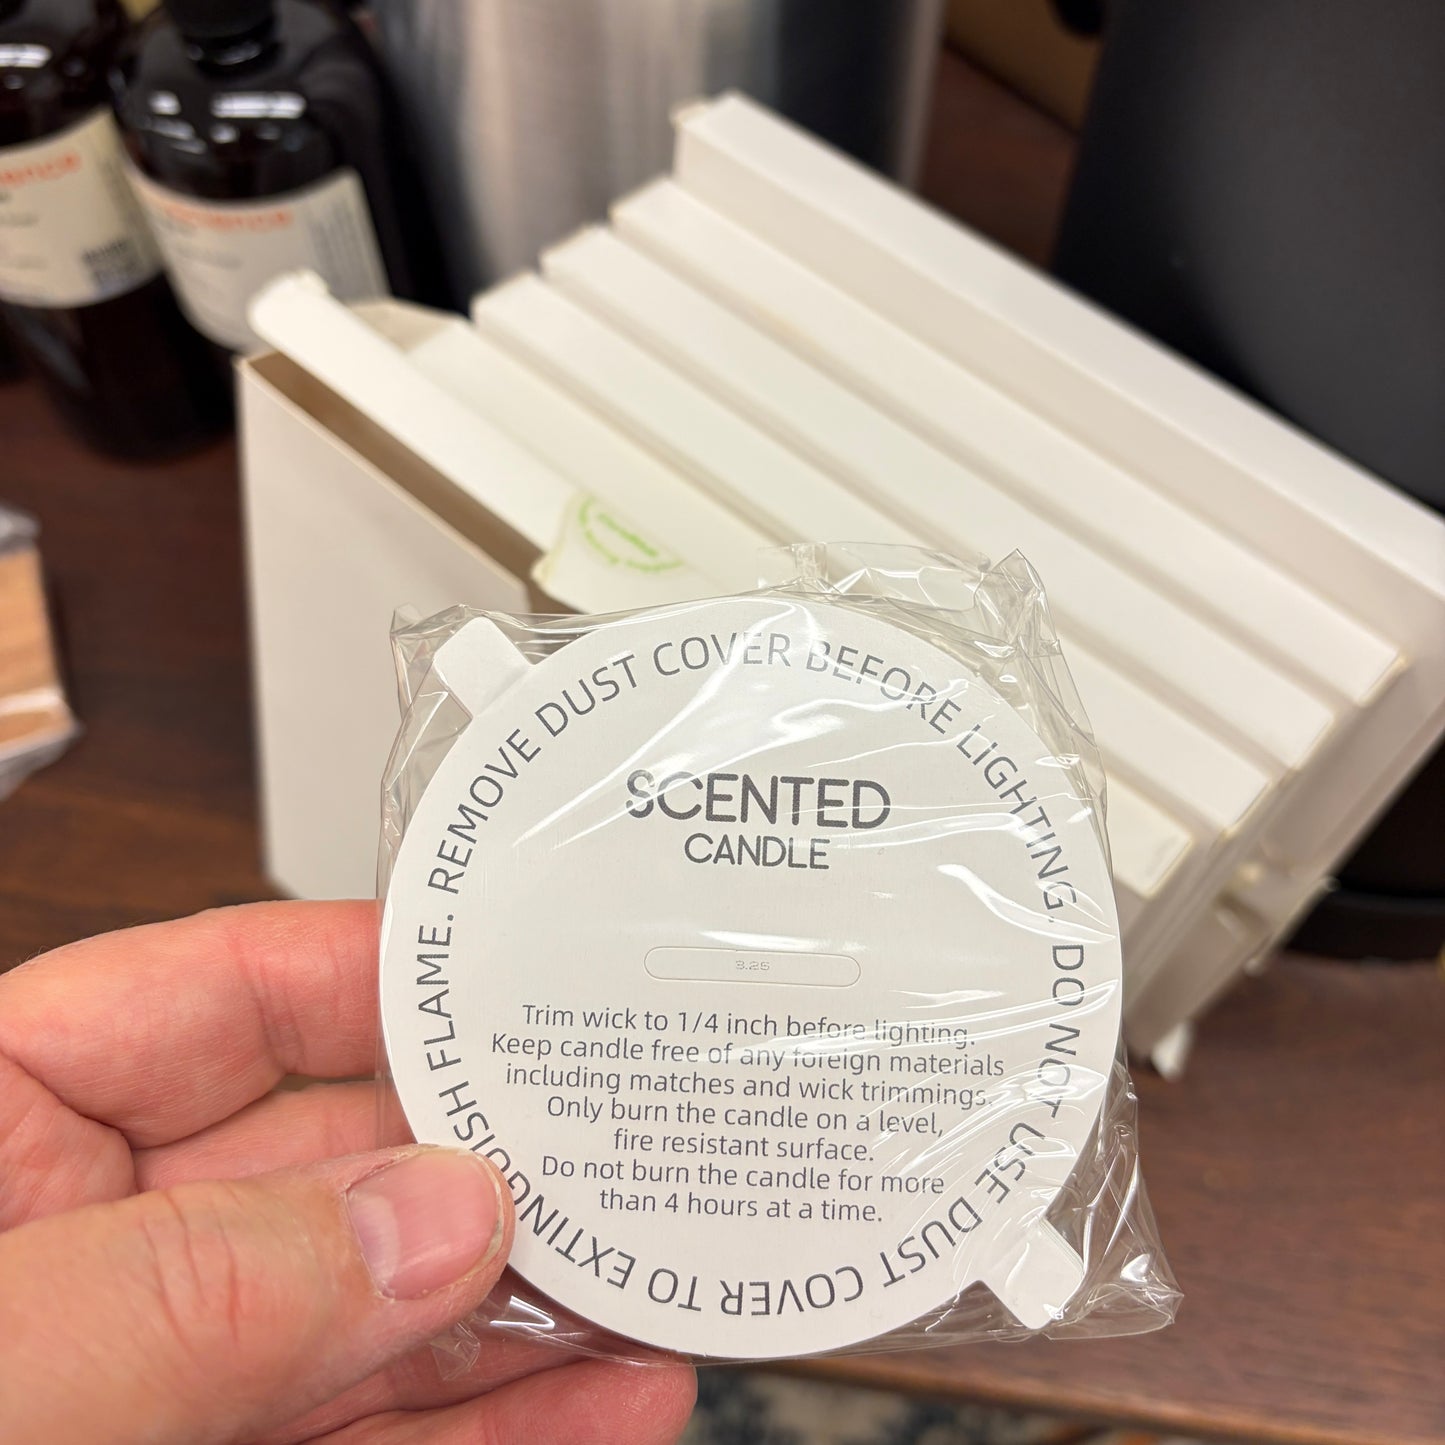 REMOVE DUST COVER BEFORE LIGHTING. DO NOT USE DUST COVER TO EXTINGUISH FLAME.
SCENTED
CANDLE
3.26
Trim wick to 1/4 inch before lighting.
Keep candle free of any foreign materials
including matches and wick trimmings.
Only burn the candle on a level,
fire resistant surface.
Do not burn the candle for more
than 4 hours at a time.